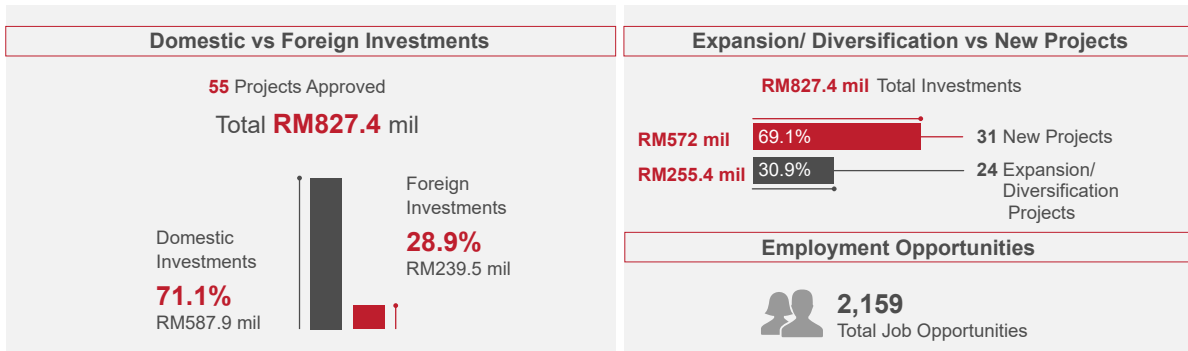 Domestic vs Foreign Investments
55 Projects Approved
Total RM827.4 mil
Domestic
Investments
71.1%
RM587.9 mil
Foreign
Investments
28.9%
RM239.5 mil
Expansion/ Diversification vs New Projects
RM827.4 mil Total Investments
RM572 mil
69.1%
31 New Projects
RM255.4 mil
30.9%
24 Expansion/
Diversification
Projects
Employment Opportunities
2,159
Total Job Opportunities